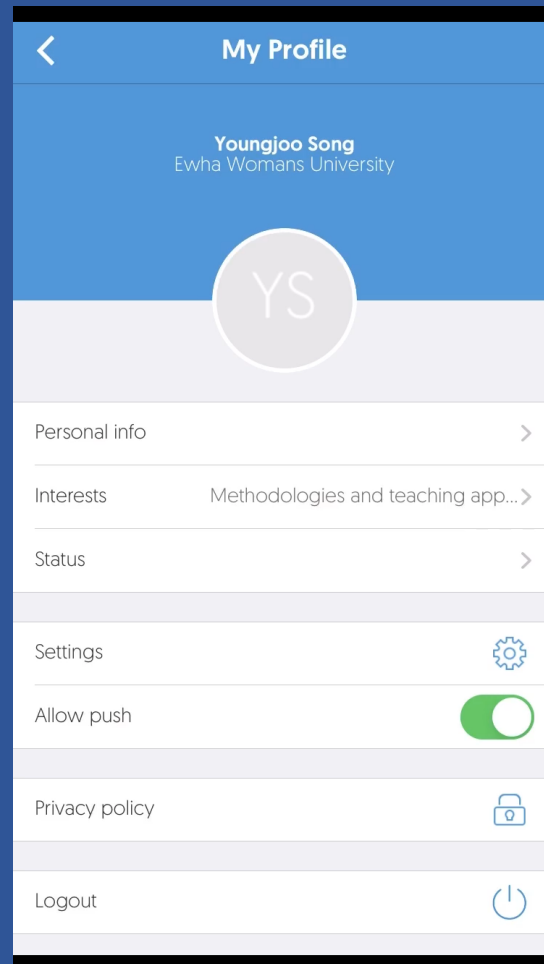 My Profile
Youngjoo Song
Ewha Womans University
YS
Personal info
Interests Methodologies and teaching app...
Status
Settings
Allow push
Privacy policy
Logout